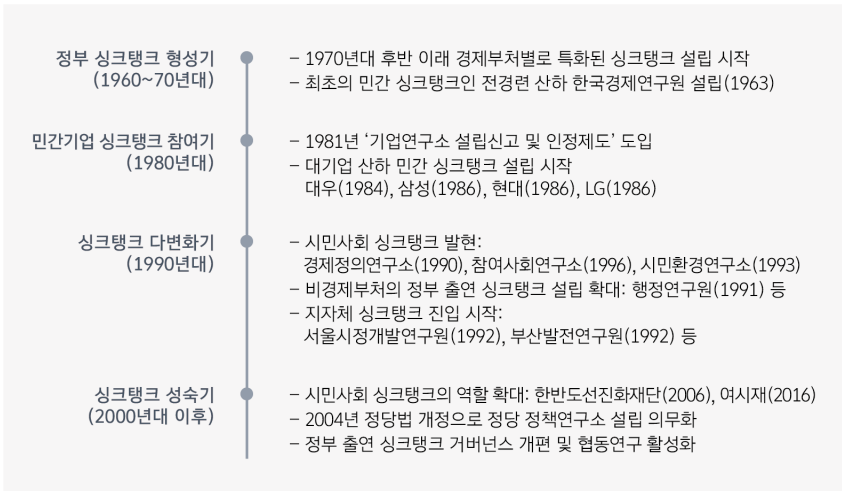 정부 싱크탱크 형성기
(1960~70년대)
– 1970년대 후반 이래 경제부처별로 특화된 싱크탱크 설립 시작
– 최초의 민간 싱크탱크인 전경련 산하 한국경제연구원 설립(1963)
민간기업 싱크탱크 참여기
(1980년대)
– 1981년 ‘기업연구소 설립신고 및 인정제도’ 도입
– 대기업 산하 민간 싱크탱크 설립 시작
대우(1984), 삼성(1986), 현대(1986), LG(1986)
싱크탱크 다변화기
(1990년대)
– 시민사회 싱크탱크 발현:
경제정의연구소(1990), 참여사회연구소(1996), 시민환경연구소(1993)
– 비경제부처의 정부 출연 싱크탱크 설립 확대: 행정연구원(1991) 등
– 지자체 싱크탱크 진입 시작:
서울시정개발연구원(1992), 부산발전연구원(1992) 등
싱크탱크 성숙기
(2000년대 이후)
– 시민사회 싱크탱크의 역할 확대: 한반도선진화재단(2006), 여시재(2016)
– 2004년 정당법 개정으로 정당 정책연구소 설립 의무화
– 정부 출연 싱크탱크 거버넌스 개편 및 협동연구 활성화